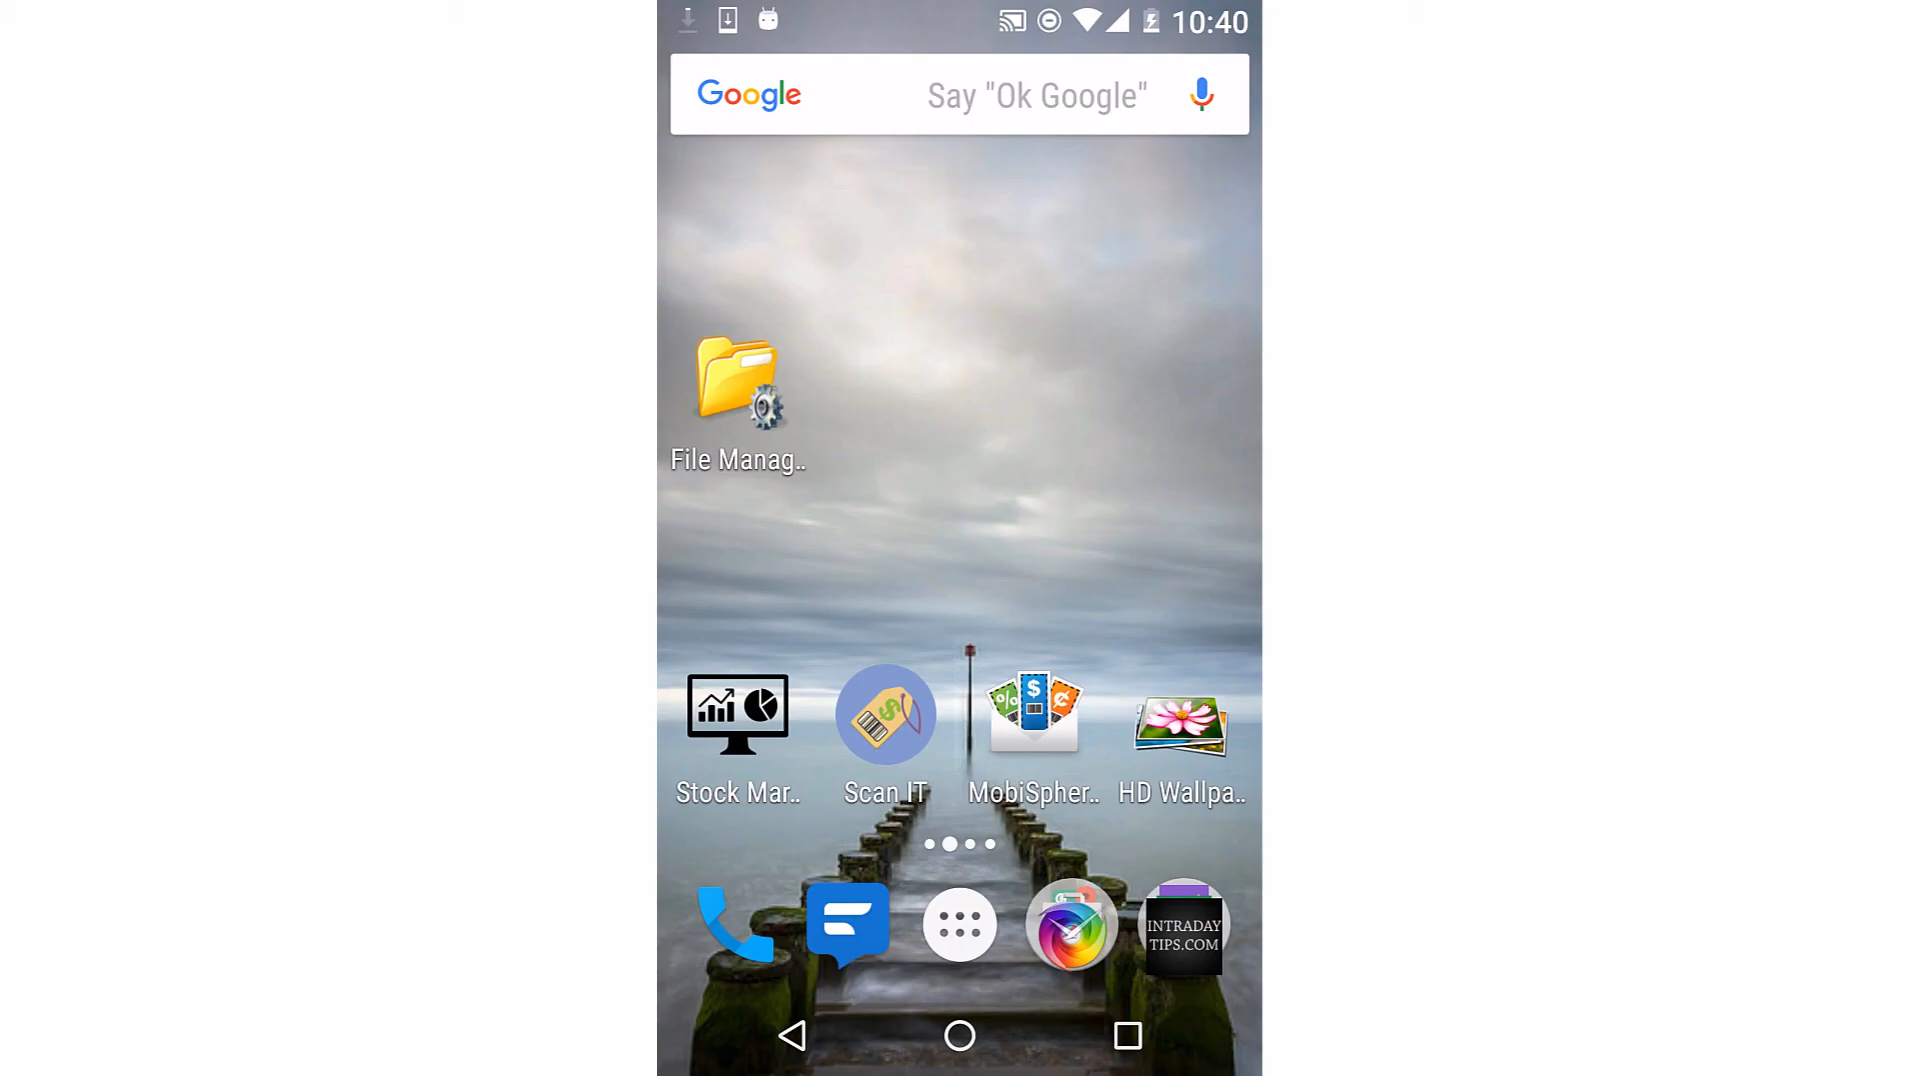 10:40
Google Say "Ok Google"
File Manag..
Stock Mar..
Scan IT
MobiSpher..
HD Wallpa..
INTRADAY
TIPS.COM